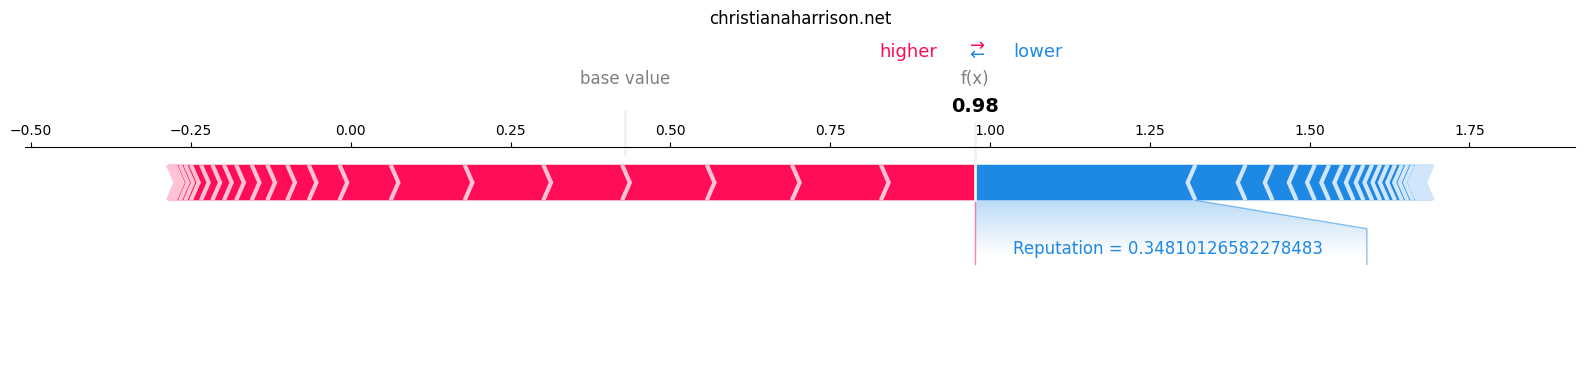 christianaharrison.net
higher → ← lower
base value f(x)
0.98
−0.50 −0.25 0.00 0.25 0.50 0.75 1.00 1.25 1.50 1.75
Reputation = 0.34810126582278483